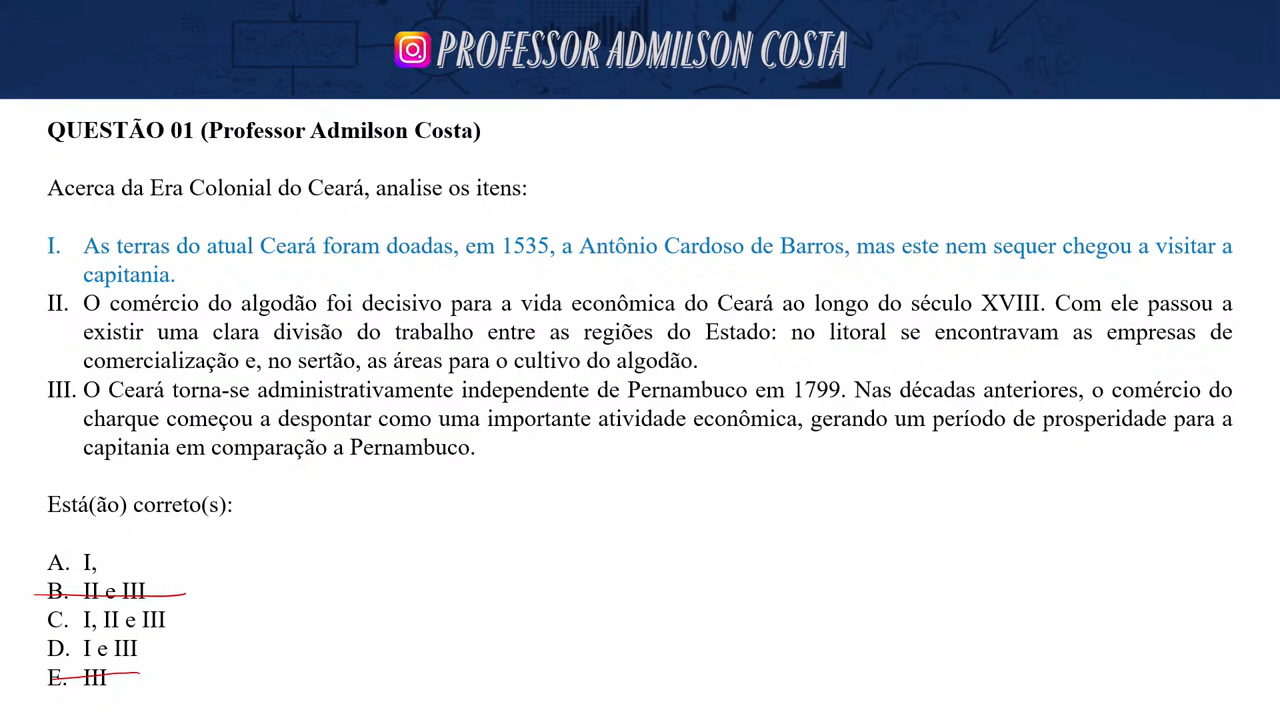 PROFESSOR ADMILSON COSTA
QUESTÃO 01 (Professor Admilson Costa)
Acerca da Era Colonial do Ceará, analise os itens:
I. As terras do atual Ceará foram doadas, em 1535, a Antônio Cardoso de Barros, mas este nem sequer chegou a visitar a
capitania.
II. O comércio do algodão foi decisivo para a vida econômica do Ceará ao longo do século XVIII. Com ele passou a
existir uma clara divisão do trabalho entre as regiões do Estado: no litoral se encontravam as empresas de
comercialização e, no sertão, as áreas para o cultivo do algodão.
III. O Ceará torna-se administrativamente independente de Pernambuco em 1799. Nas décadas anteriores, o comércio do
charque começou a despontar como uma importante atividade econômica, gerando um período de prosperidade para a
capitania em comparação a Pernambuco.
Está(ão) correto(s):
A. I,
B. II e III
C. I, II e III
D. I e III
E. III